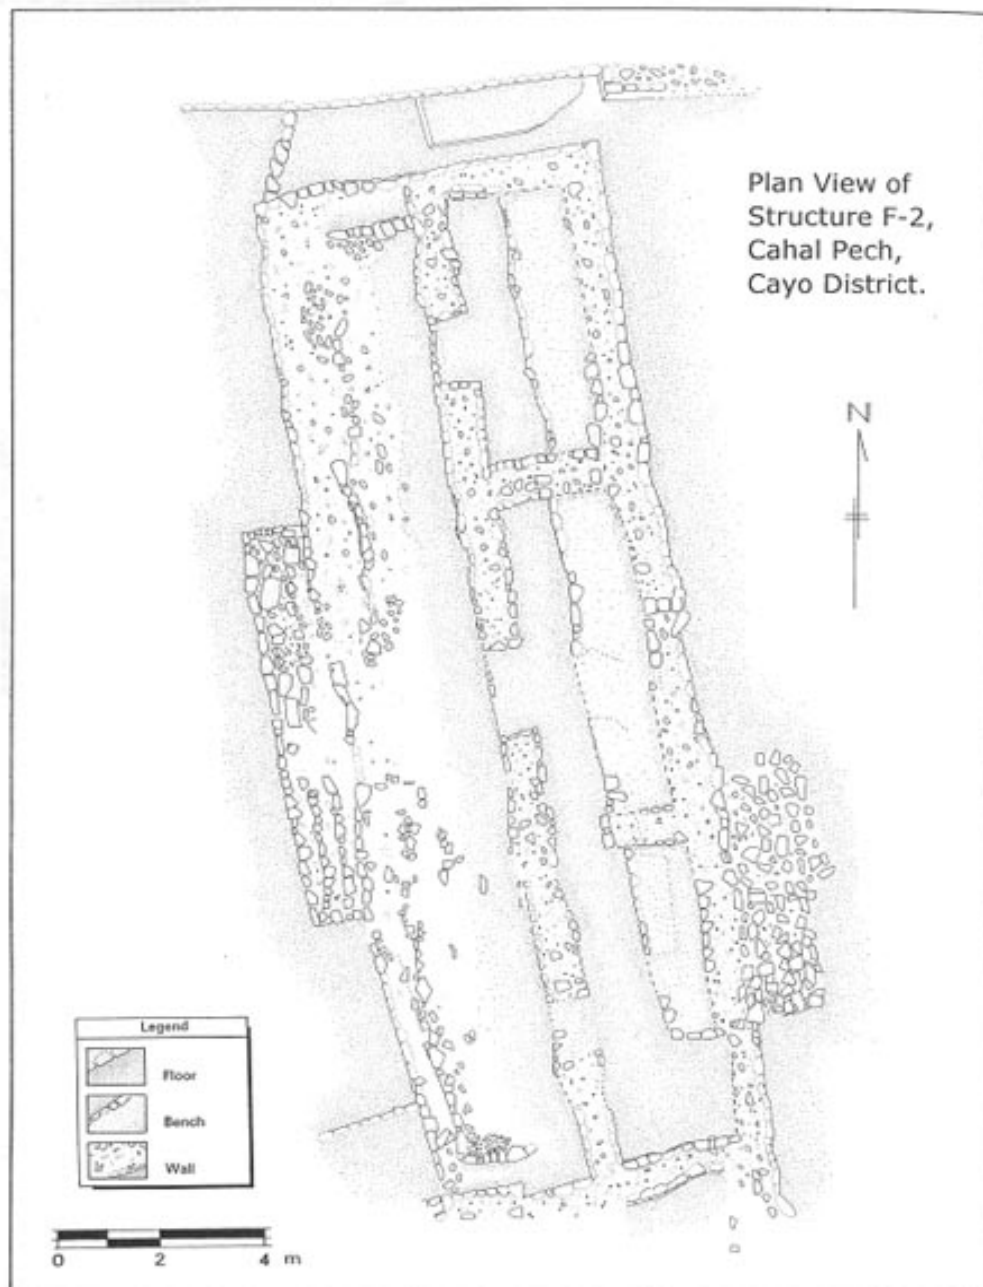 Plan View of
Structure F-2,
Cahal Pech,
Cayo District.
N
Legend
Floor
Bench
Wall
0 2 4 m